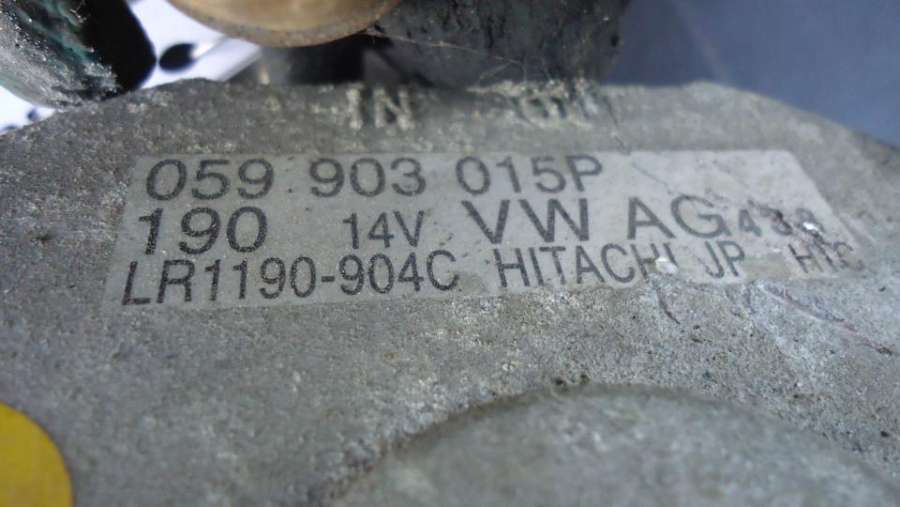 IN
059 903 015P
190 14V VW AG
LR1190-904C HITACHI JP